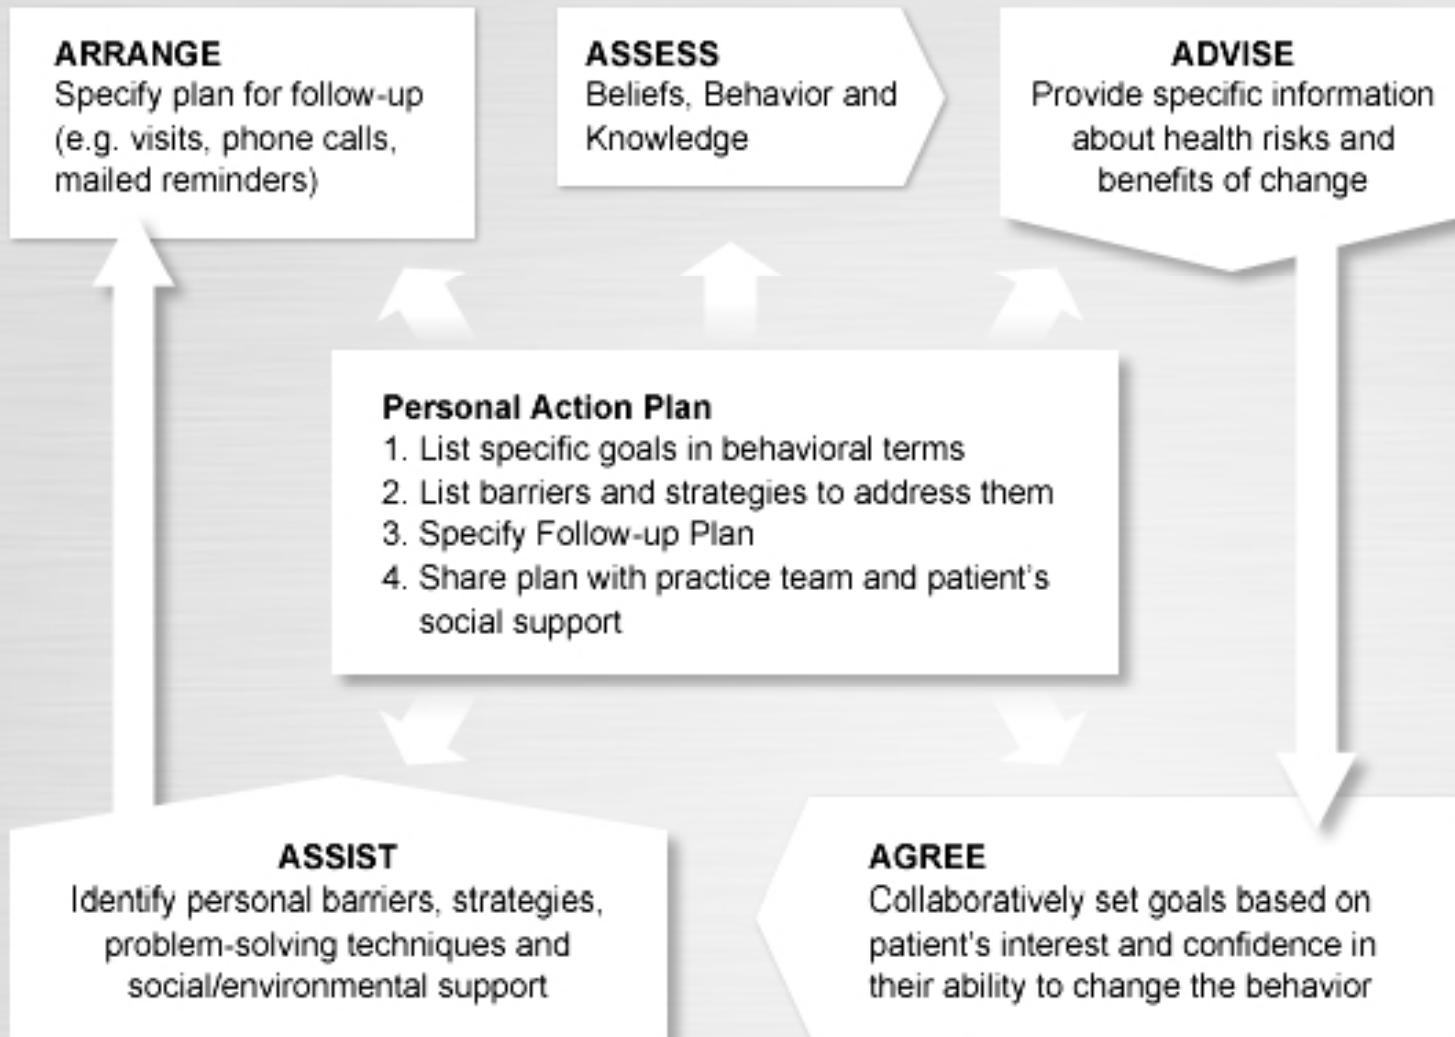 ARRANGE
Specify plan for follow-up
(e.g. visits, phone calls,
mailed reminders)
ASSESS
Beliefs, Behavior and
Knowledge
ADVISE
Provide specific information
about health risks and
benefits of change
Personal Action Plan
1. List specific goals in behavioral terms
2. List barriers and strategies to address them
3. Specify Follow-up Plan
4. Share plan with practice team and patient's
social support
ASSIST
Identify personal barriers, strategies,
problem-solving techniques and
social/environmental support
AGREE
Collaboratively set goals based on
patient's interest and confidence in
their ability to change the behavior